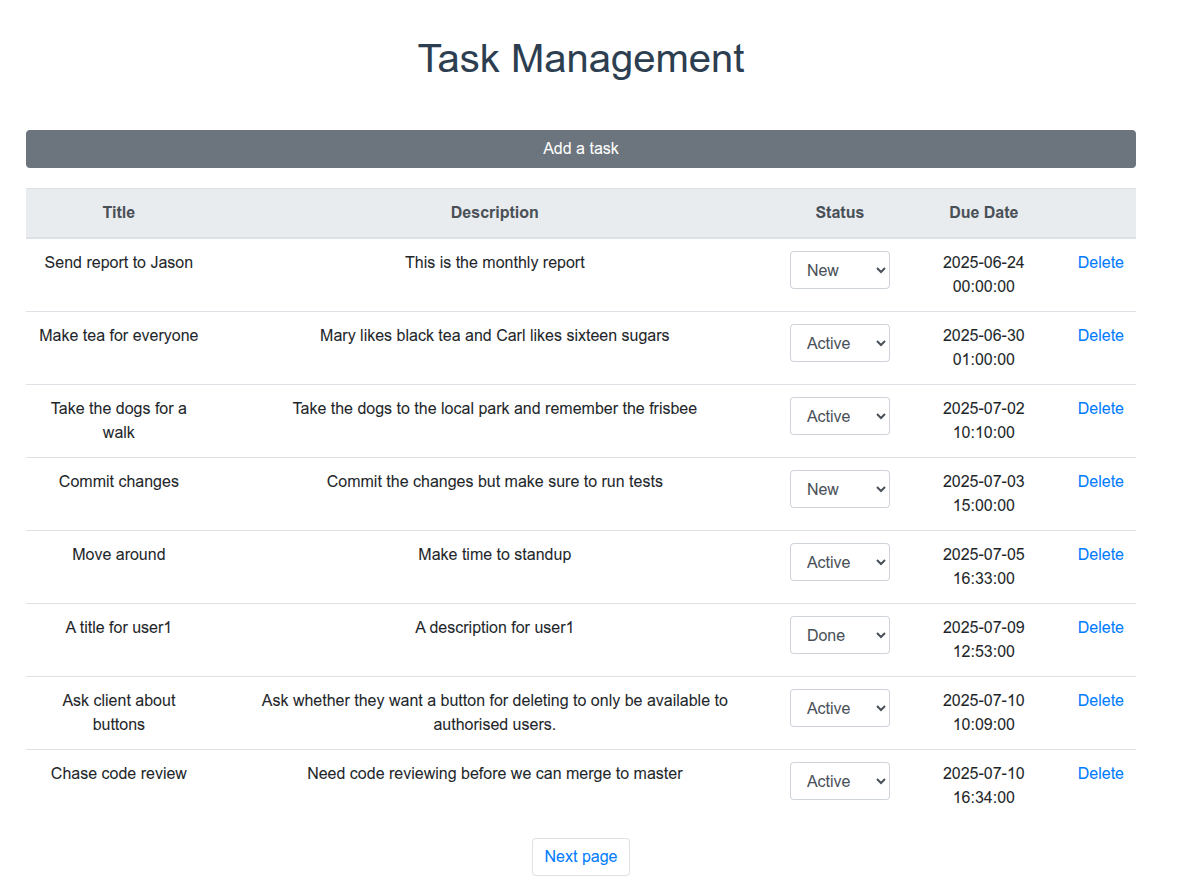 Task Management
Add a task
Title Description Status Due Date
Send report to Jason This is the monthly report New 2025-06-24 Delete
00:00:00
Make tea for everyone Mary likes black tea and Carl likes sixteen sugars Active 2025-06-30 Delete
01:00:00
Take the dogs for a Take the dogs to the local park and remember the frisbee Active 2025-07-02 Delete
walk 10:10:00
Commit changes Commit the changes but make sure to run tests New 2025-07-03 Delete
15:00:00
Move around Make time to standup Active 2025-07-05 Delete
16:33:00
A title for user1 A description for user1 Done 2025-07-09 Delete
12:53:00
Ask client about Ask whether they want a button for deleting to only be available to Active 2025-07-10 Delete
buttons authorised users. 10:09:00
Chase code review Need code reviewing before we can merge to master Active 2025-07-10 Delete
16:34:00
Next page